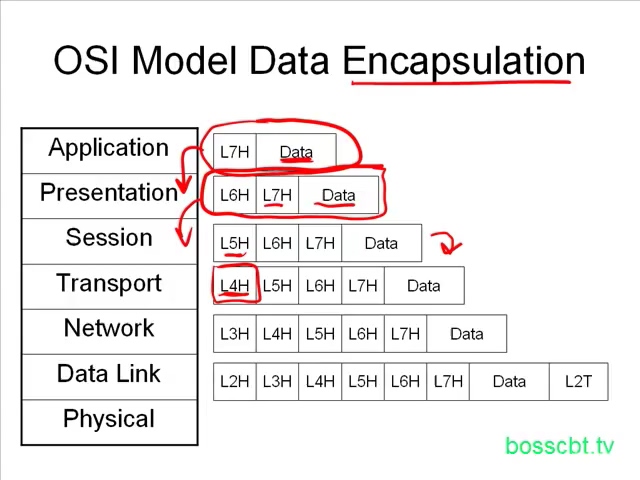 OSI Model Data Encapsulation
Application L7H Data
Presentation L6H L7H Data
Session L5H L6H L7H Data
Transport L4H L5H L6H L7H Data
Network L3H L4H L5H L6H L7H Data
Data Link L2H L3H L4H L5H L6H L7H Data L2T
Physical
bosscbt.tv